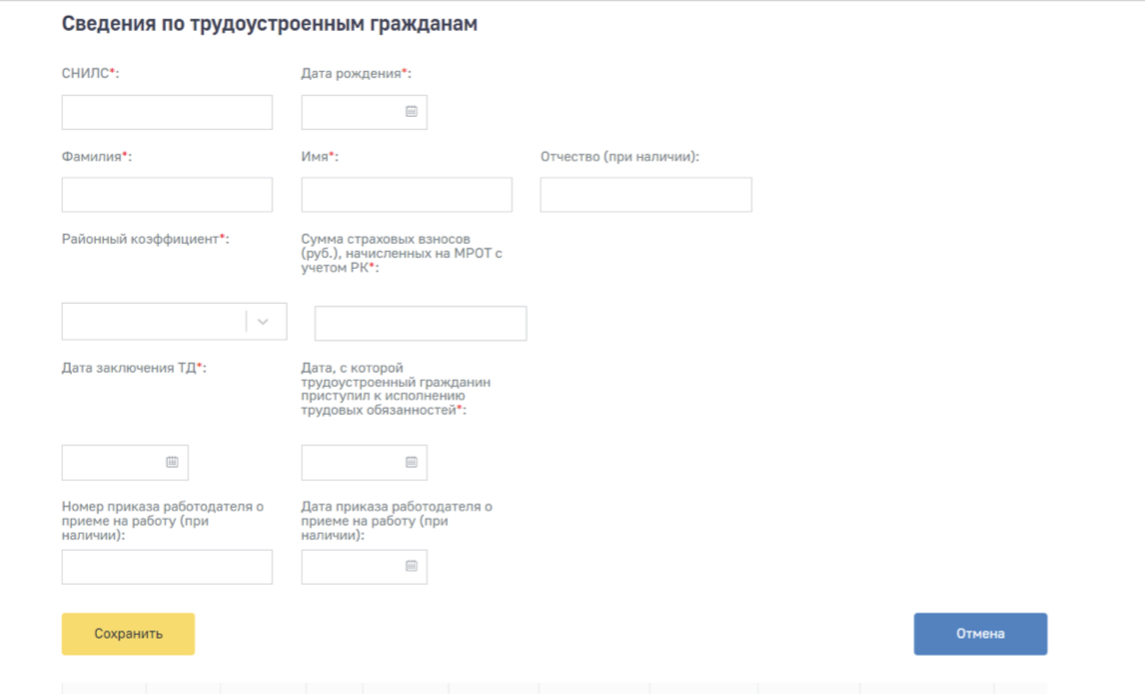 Сведения по трудоустроенным гражданам
СНИЛС*:
Дата рождения*:
Фамилия*:
Имя*:
Отчество (при наличии):
Районный коэффициент*:
Сумма страховых взносов
(руб.), начисленных на МРОТ с
учетом РК*:
Дата заключения ТД*:
Дата, с которой
трудоустроенный гражданин
приступил к исполнению
трудовых обязанностей*:
Номер приказа работодателя о
приеме на работу (при
наличии):
Дата приказа работодателя о
приеме на работу (при
наличии):
Сохранить
Отмена